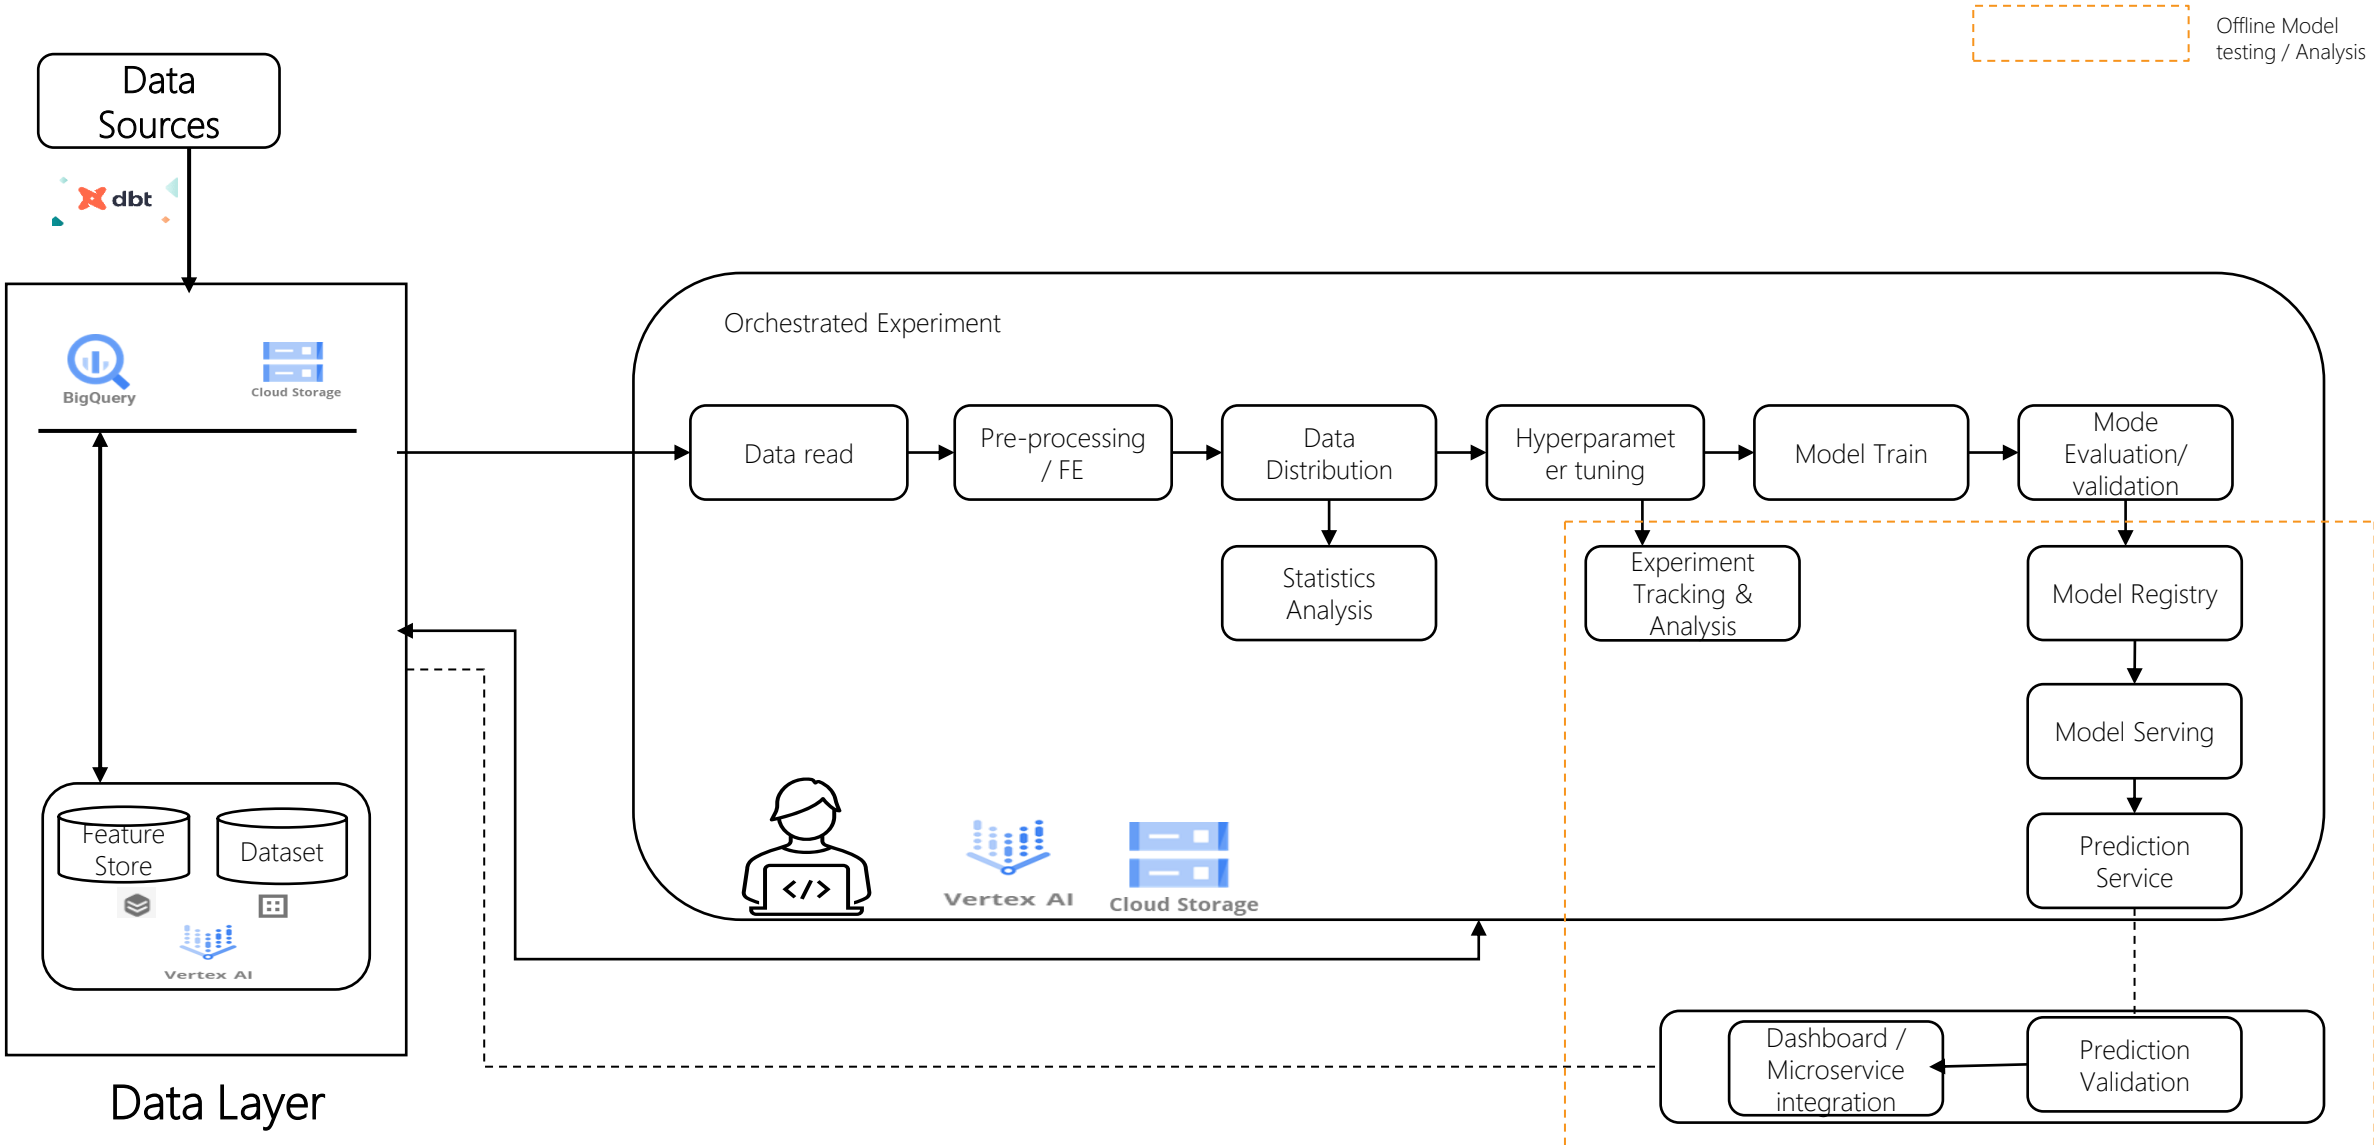 Offline Model
testing / Analysis
Data
Sources
dbt
BigQuery
Cloud Storage
Orchestrated Experiment
Data read
Pre-processing
/ FE
Data
Distribution
Hyperparamet
er tuning
Model Train
Mode
Evaluation/
validation
Statistics
Analysis
Experiment
Tracking &
Analysis
Model Registry
Model Serving
Prediction
Service
Feature
Store
Dataset
Vertex AI
</>
Vertex AI
Cloud Storage
Dashboard /
Microservice
integration
Prediction
Validation
Data Layer